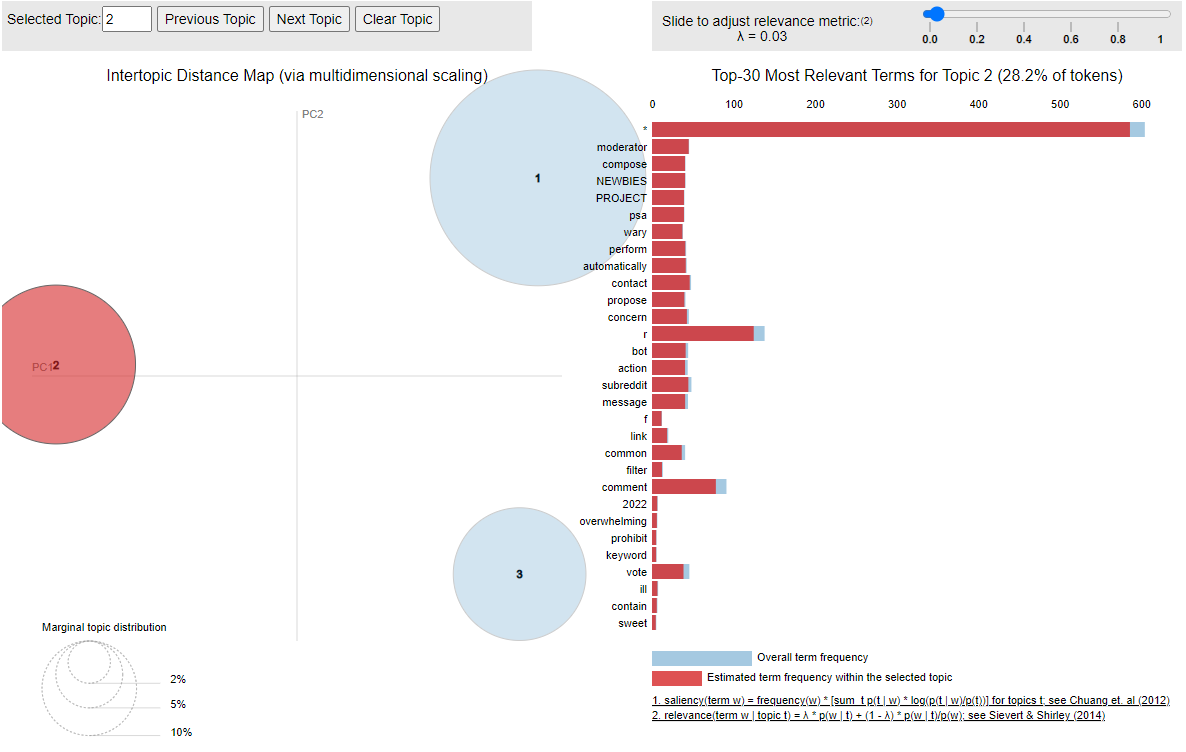 Selected Topic: 2 Previous Topic Next Topic Clear Topic
Slide to adjust relevance metric:(2)
λ = 0.03
0.0 0.2 0.4 0.6 0.8 1
Intertopic Distance Map (via multidimensional scaling)
PC2
PC1
1
2
3
Marginal topic distribution
2%
5%
10%
Top-30 Most Relevant Terms for Topic 2 (28.2% of tokens)
0 100 200 300 400 500 600
*
moderator
compose
NEWBIES
PROJECT
psa
wary
perform
automatically
contact
propose
concern
r
bot
action
subreddit
message
f
link
common
filter
comment
2022
overwhelming
prohibit
keyword
vote
ill
contain
sweet
Overall term frequency
Estimated term frequency within the selected topic
1. saliency(term w) = frequency(w) * [sum_t p(t | w) * log(p(t | w)/p(t))] for topics t; see Chuang et. al (2012)
2. relevance(term w | topic t) = λ * p(w | t) + (1 - λ) * p(w | t)/p(w); see Sievert & Shirley (2014)